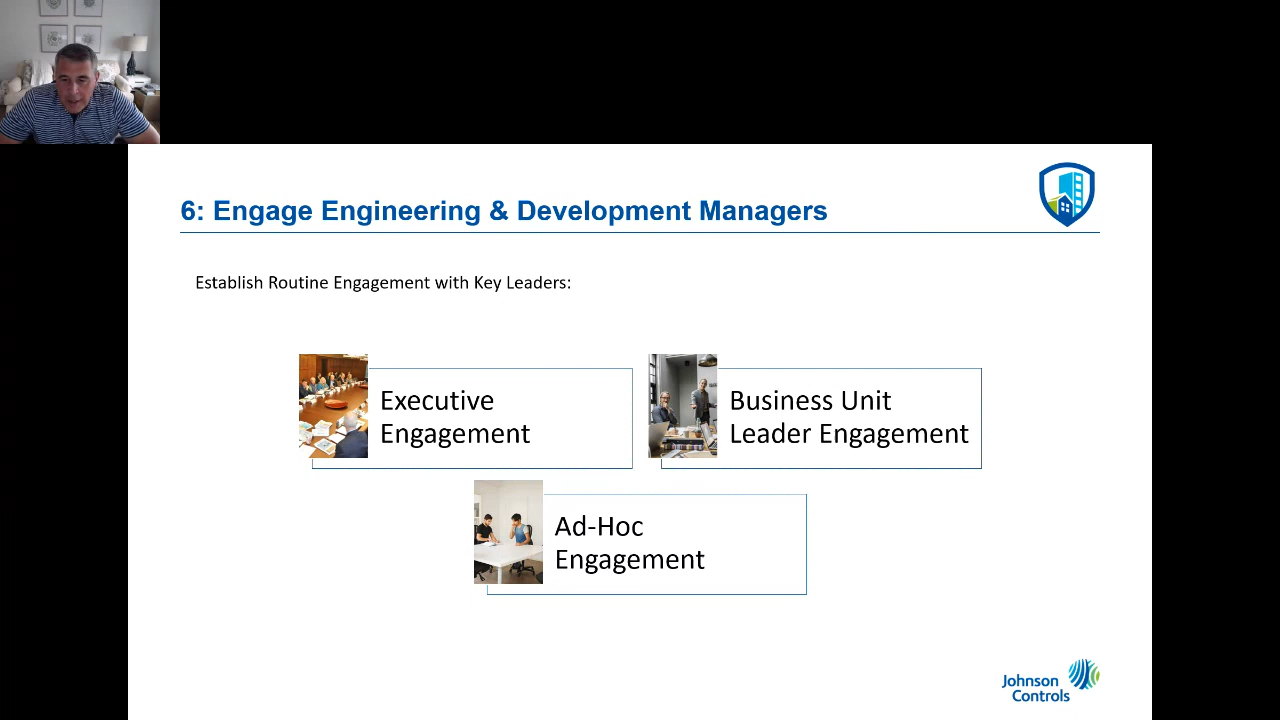 6: Engage Engineering & Development Managers
Establish Routine Engagement with Key Leaders:
Executive
Engagement
Business Unit
Leader Engagement
Ad-Hoc
Engagement
Johnson
Controls